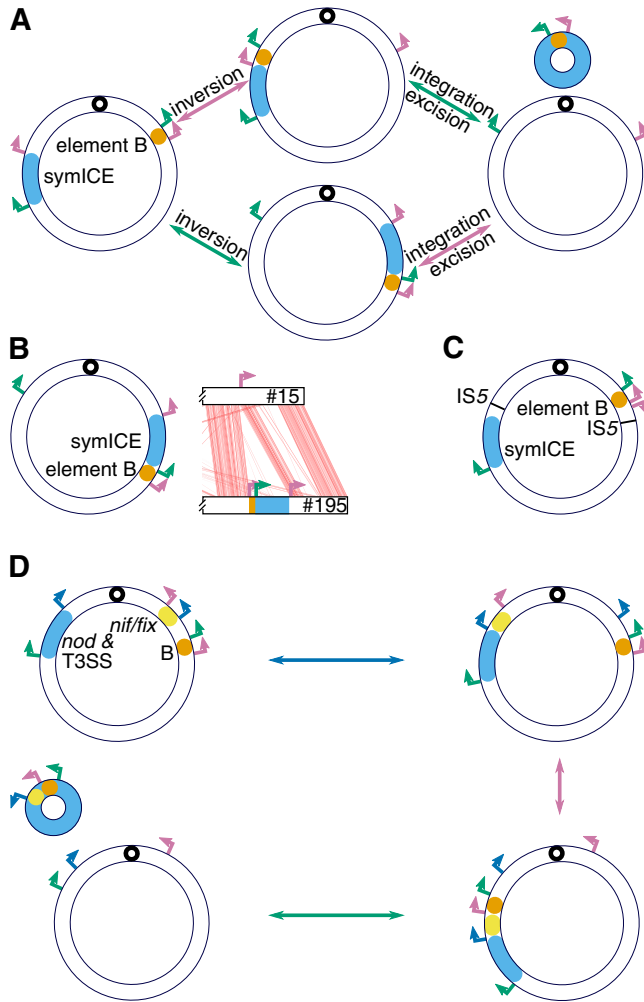 A
inversion
integration
excision
element B
symICE
inversion
integration
excision
B
symICE
element B
#15
#195
C
IS5
element B
IS5
symICE
D
nif/fix
nod &
T3SS
B